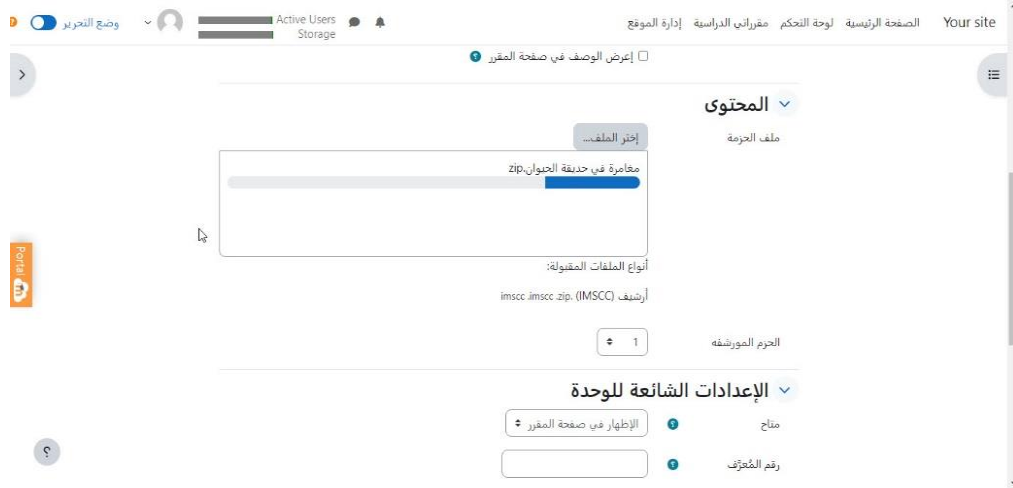 Your site
الصفحة الرئيسية
لوحة التحكم
مقرراتي الدراسية
إدارة الموقع
Active Users
Storage
وضع التحرير
إعرض الوصف في صفحة المقرر
المحتوى
ملف الحزمة
إختر الملف...
مغامرة في حديقة الحيوان.zip
أنواع الملفات المقبولة:
أرشيف (IMSCC) .imscc .imscc .zip
الحزم المورشفه
1
الإعدادات الشائعة للوحدة
متاح
الإظهار في صفحة المقرر
رقم المُعرَّف
Portal
؟